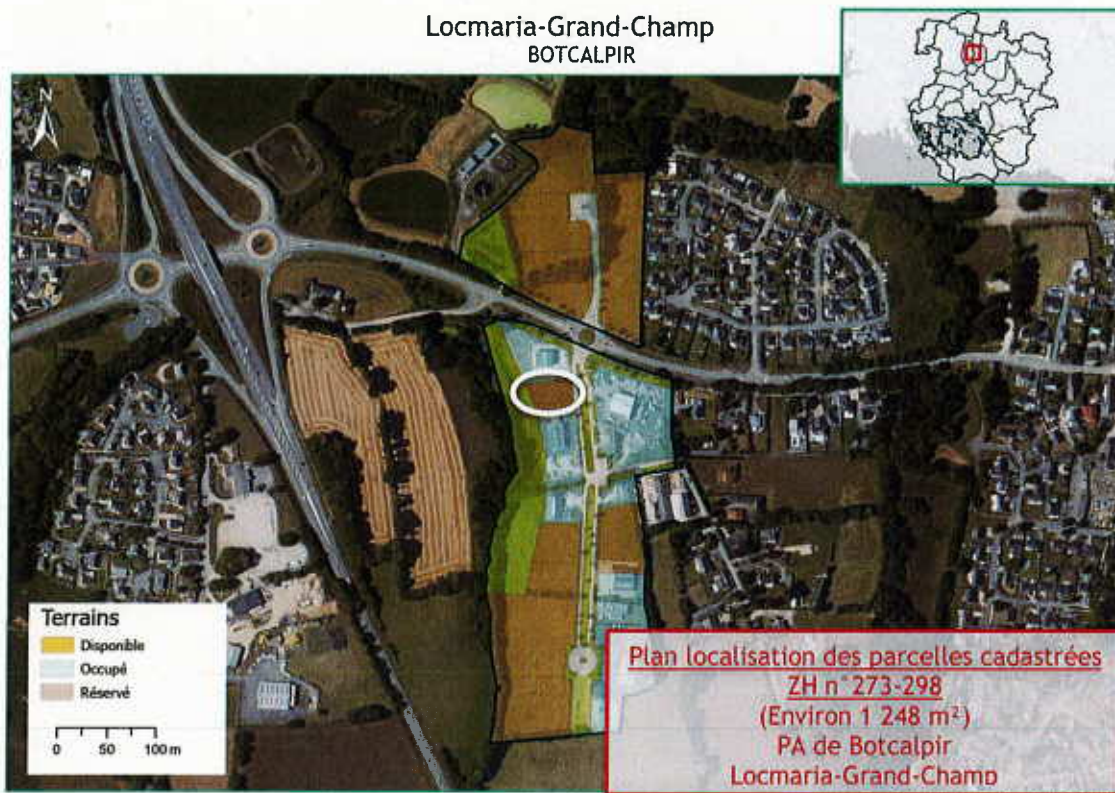 Locmaria-Grand-Champ
BOTCALPIR
N
Terrains
Disponible
Occupé
Réservé
0 50 100 m
Plan localisation des parcelles cadastrées
ZH n°273-298
(Environ 1 248 m²)
PA de Botcalpir
Locmaria-Grand-Champ